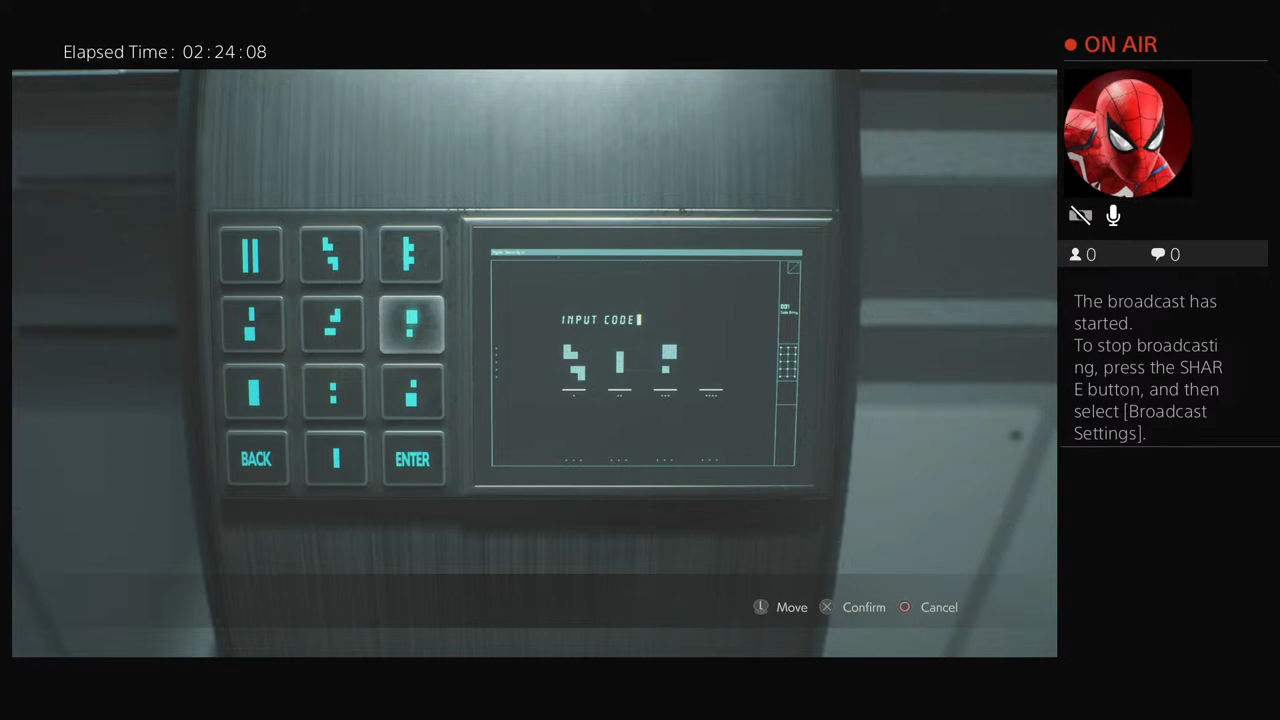 Elapsed Time: 02:24:08
ON AIR
0 0
The broadcast has
started.
To stop broadcasti
ng, press the SHAR
E button, and then
select [Broadcast
Settings].
INPUT CODE
BACK
ENTER
Move Confirm Cancel